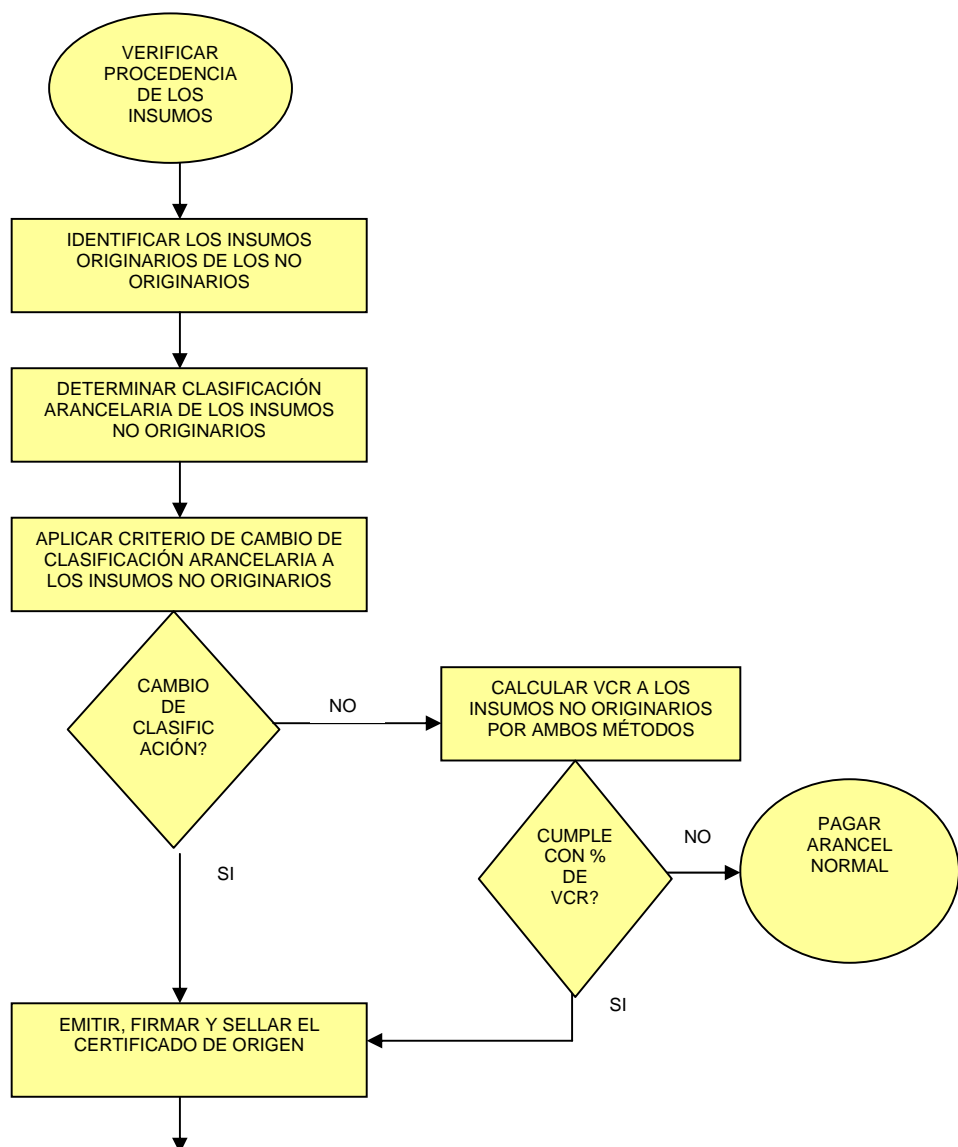 VERIFICAR
PROCEDENCIA
DE LOS
INSUMOS
IDENTIFICAR LOS INSUMOS
ORIGINARIOS DE LOS NO
ORIGINARIOS
DETERMINAR CLASIFICACIÓN
ARANCELARIA DE LOS INSUMOS
NO ORIGINARIOS
APLICAR CRITERIO DE CAMBIO DE
CLASIFICACIÓN ARANCELARIA A
LOS INSUMOS NO ORIGINARIOS
CAMBIO
DE
CLASIFIC
ACIÓN?
NO
CALCULAR VCR A LOS
INSUMOS NO ORIGINARIOS
POR AMBOS MÉTODOS
CUMPLE
CON %
DE
VCR?
NO
PAGAR
ARANCEL
NORMAL
SI
SI
EMITIR, FIRMAR Y SELLAR EL
CERTIFICADO DE ORIGEN